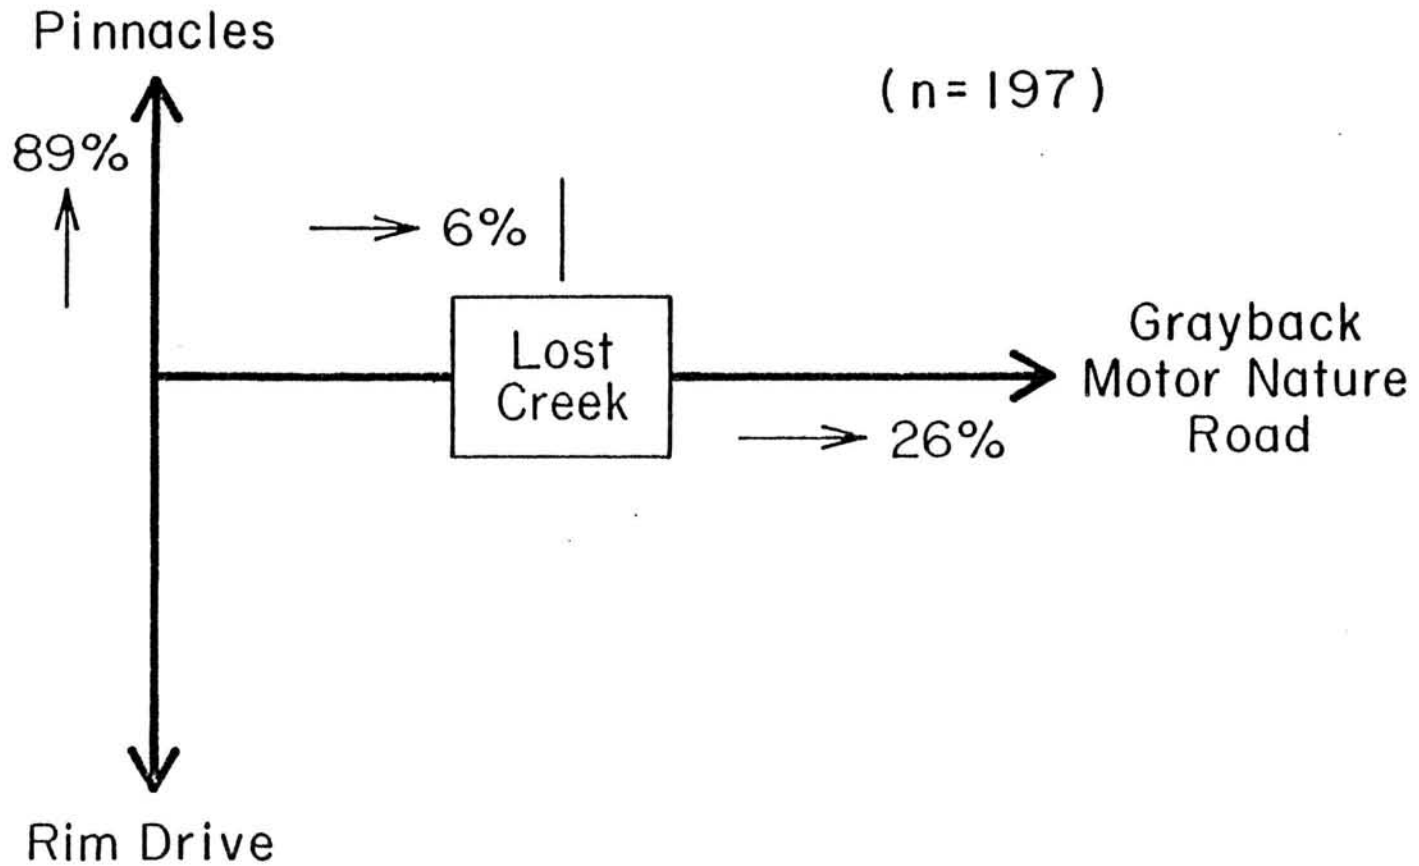 Pinnacles
(n=197)
89%
6%
Lost
Creek
Grayback
Motor Nature
Road
26%
Rim Drive